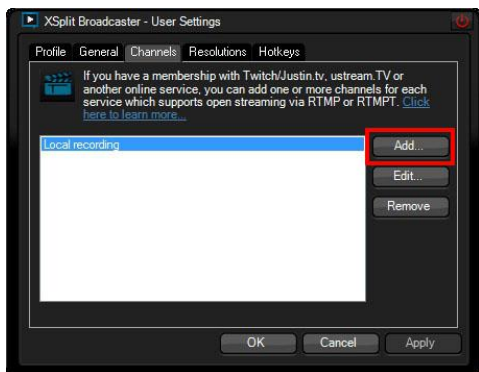 XSplit Broadcaster - User Settings
Profile General Channels Resolutions Hotkeys
If you have a membership with Twitch/Justin.tv, ustream.TV or
another online service, you can add one or more channels for each
service which supports open streaming via RTMP or RTMPT. Click
here to learn more...
Local recording
Add...
Edit...
Remove
OK Cancel Apply